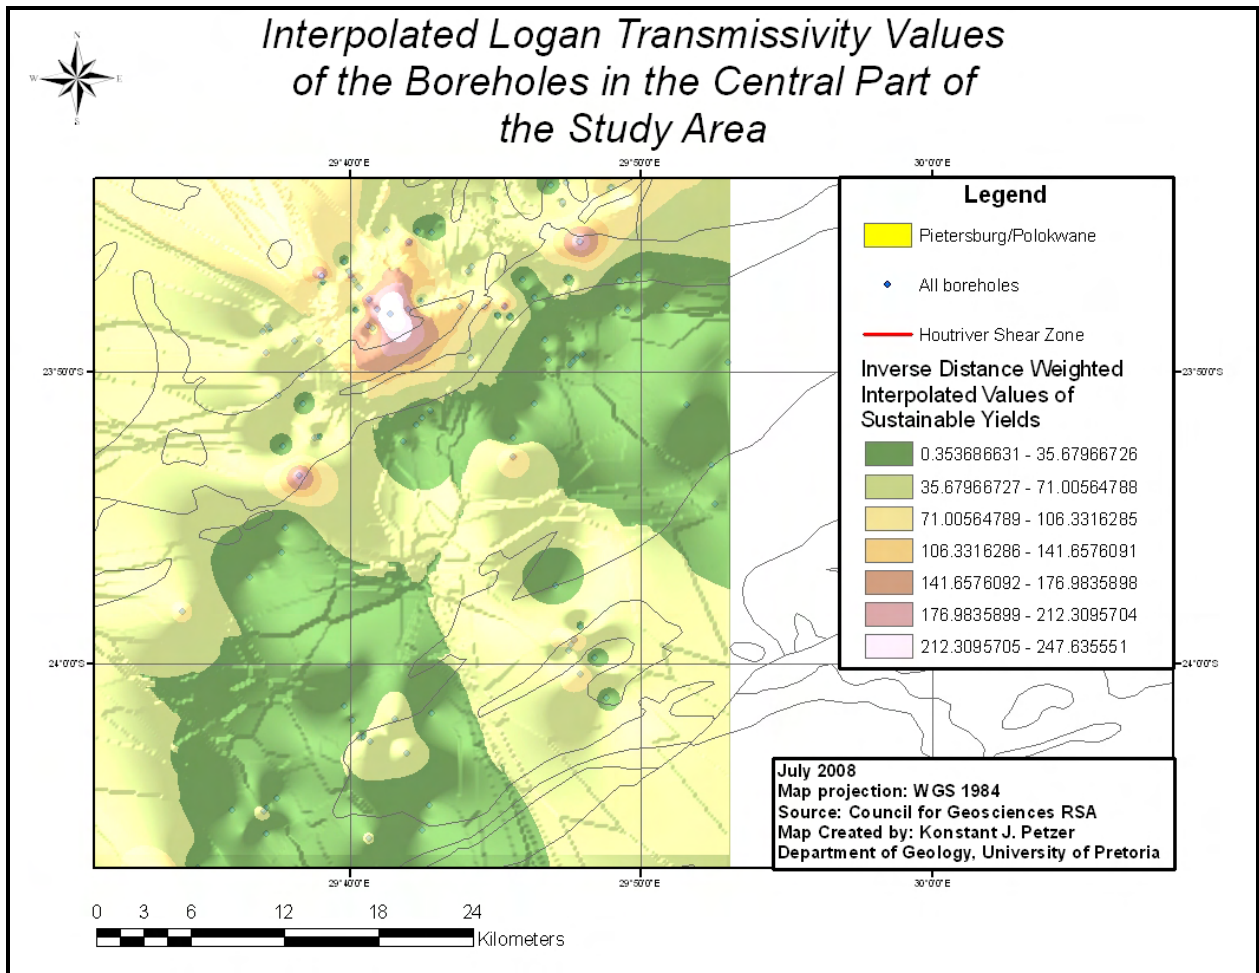 Interpolated Logan Transmissivity Values
of the Boreholes in the Central Part of
the Study Area
N
W
E
S
29°40'0"E
29°50'0"E
30°0'0"E
23°50'0"S
23°50'0"S
24°0'0"S
24°0'0"S
Legend
Pietersburg/Polokwane
All boreholes
Houtriver Shear Zone
Inverse Distance Weighted
Interpolated Values of
Sustainable Yields
0.353686631 - 35.67966726
35.67966727 - 71.00564788
71.00564789 - 106.3316285
106.3316286 - 141.6576091
141.6576092 - 176.9835898
176.9835899 - 212.3095704
212.3095705 - 247.635551
July 2008
Map projection: WGS 1984
Source: Council for Geosciences RSA
Map Created by: Konstant J. Petzer
Department of Geology, University of Pretoria
29°40'0"E
29°50'0"E
30°0'0"E
0 3 6 12 18 24
Kilometers